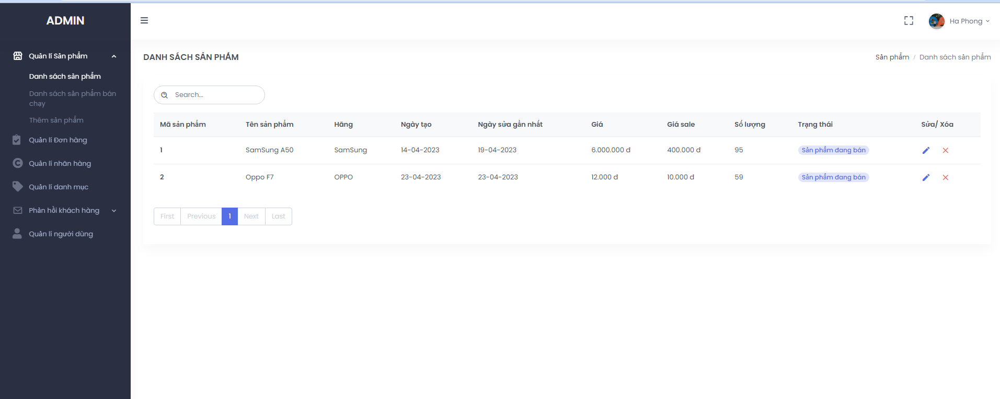 ADMIN
Ha Phong
Quản lí Sản phẩm
Danh sách sản phẩm
Danh sách sản phẩm bán
chạy
Thêm sản phẩm
Quản lí Đơn hàng
Quản lí nhãn hàng
Quản lí danh mục
Phản hồi khách hàng
Quản lí người dùng
DANH SÁCH SẢN PHẨM
Sản phẩm / Danh sách sản phẩm
Search...
Mã sản phẩm Tên sản phẩm Hãng Ngày tạo Ngày sửa gần nhất Giá Giá sale Số lượng Trạng thái Sửa/ Xóa
1 SamSung A50 SamSung 14-04-2023 19-04-2023 6.000.000 đ 400.000 đ 95 Sản phẩm đang bán
2 Oppo F7 OPPO 23-04-2023 23-04-2023 12.000 đ 10.000 đ 59 Sản phẩm đang bán
First Previous 1 Next Last